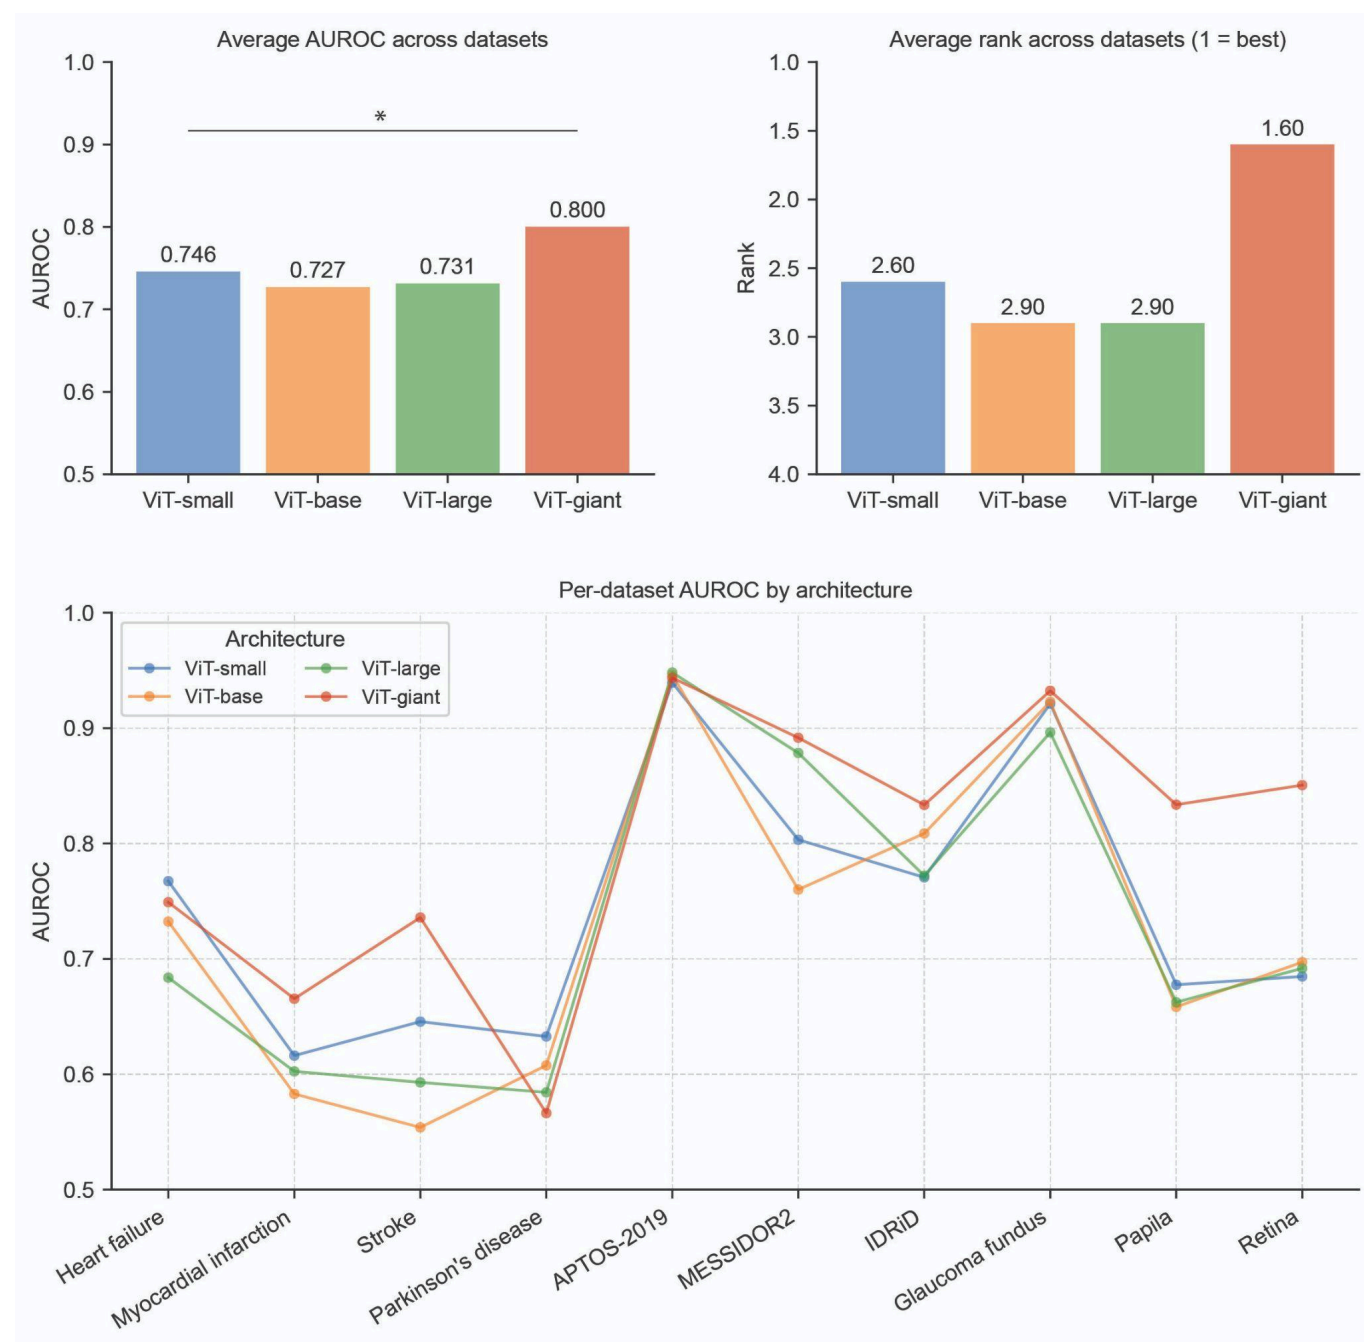 Average AUROC across datasets
1.0
0.9
0.8
0.7
0.6
0.5
AUROC
*
0.746
0.727
0.731
0.800
ViT-small ViT-base ViT-large ViT-giant
Average rank across datasets (1 = best)
1.0
1.5
2.0
2.5
3.0
3.5
4.0
Rank
2.60
2.90
2.90
1.60
ViT-small ViT-base ViT-large ViT-giant
Per-dataset AUROC by architecture
1.0
0.9
0.8
0.7
0.6
0.5
AUROC
Architecture
ViT-small ViT-large
ViT-base ViT-giant
Heart failure
Myocardial infarction
Stroke
Parkinson's disease
APTOS-2019
MESSIDOR2
IDRiD
Glaucoma fundus
Papila
Retina